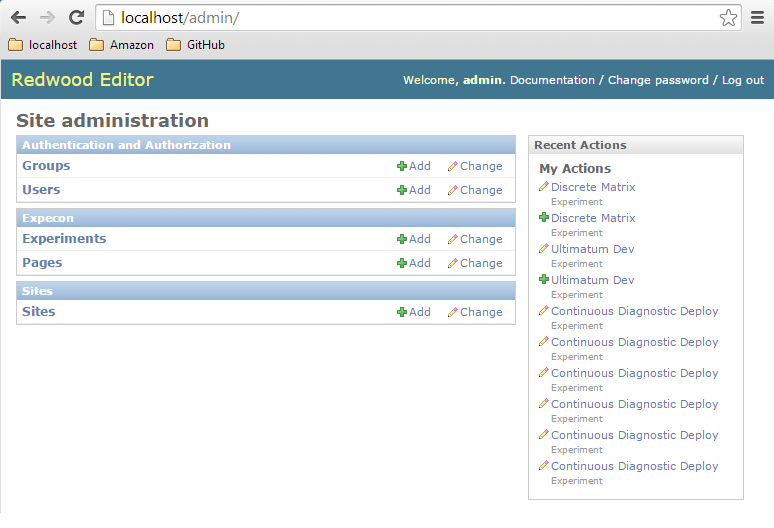 localhost/admin/
localhost Amazon GitHub
Redwood Editor
Welcome, admin. Documentation / Change password / Log out
Site administration
Authentication and Authorization
Groups Add Change
Users Add Change
Expecon
Experiments Add Change
Pages Add Change
Sites
Sites Add Change
Recent Actions
My Actions
Discrete Matrix
Experiment
Discrete Matrix
Experiment
Ultimatum Dev
Experiment
Ultimatum Dev
Experiment
Continuous Diagnostic Deploy
Experiment
Continuous Diagnostic Deploy
Experiment
Continuous Diagnostic Deploy
Experiment
Continuous Diagnostic Deploy
Experiment
Continuous Diagnostic Deploy
Experiment
Continuous Diagnostic Deploy
Experiment